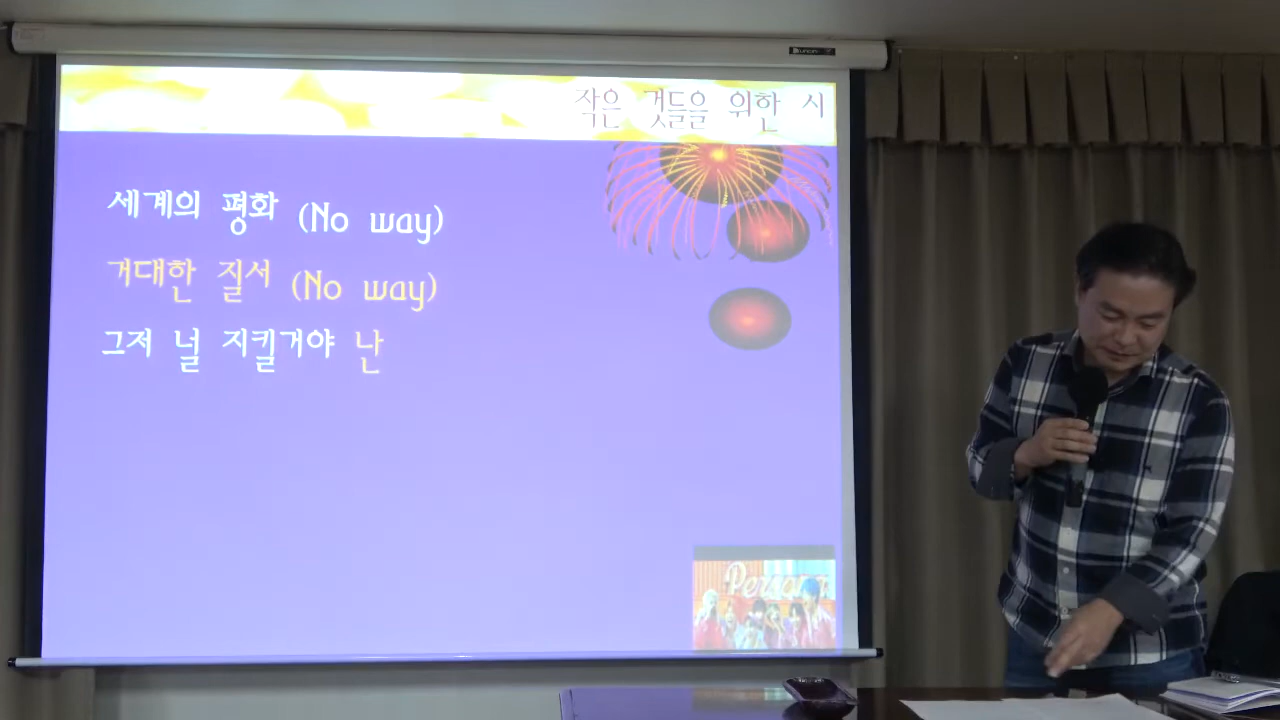 작은 것들을 위한 시
세계의 평화 (No way)
거대한 질서 (No way)
그저 널 지킬거야 난
Persona